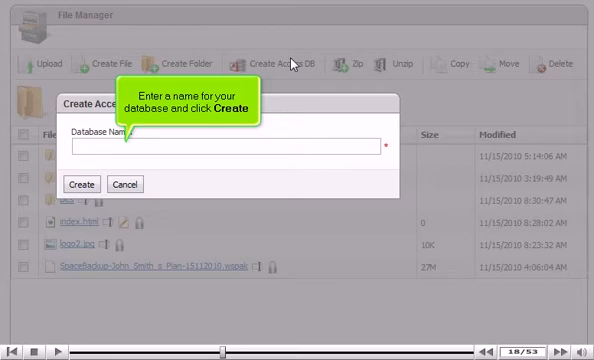 File Manager
Upload Create File Create Folder Create Access DB Zip Unzip Copy Move Delete
Enter a name for your
database and click Create
Create Acce
Database Nam
*
Create Cancel
File Size Modified
11/15/2010 5:14:06 AM
11/15/2010 3:19:49 AM
11/15/2010 8:30:47 AM
index.html 0 11/15/2010 8:28:02 AM
logo2.jpg 10K 11/15/2010 8:23:32 AM
SpaceBackup-John_Smith_s_Plan-15112010.wspak 27M 11/15/2010 4:06:04 AM
18/53